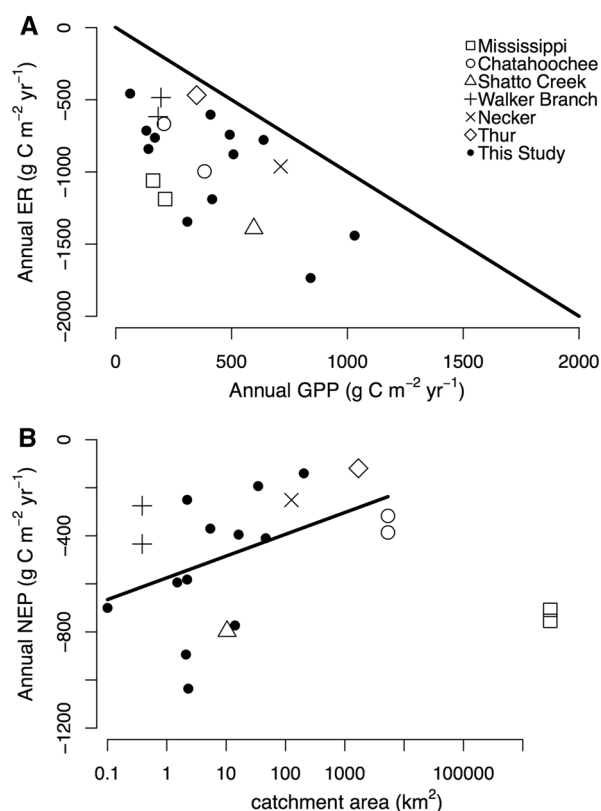 A
0
−500
−1000
−1500
−2000
Annual ER (g C m⁻² yr⁻¹)
Mississippi
Chatahoochee
Shatto Creek
Walker Branch
Necker
Thur
This Study
0 500 1000 1500 2000
Annual GPP (g C m⁻² yr⁻¹)
B
0
−400
−800
−1200
Annual NEP (g C m⁻² yr⁻¹)
0.1 1 10 100 1000 100000
catchment area (km²)